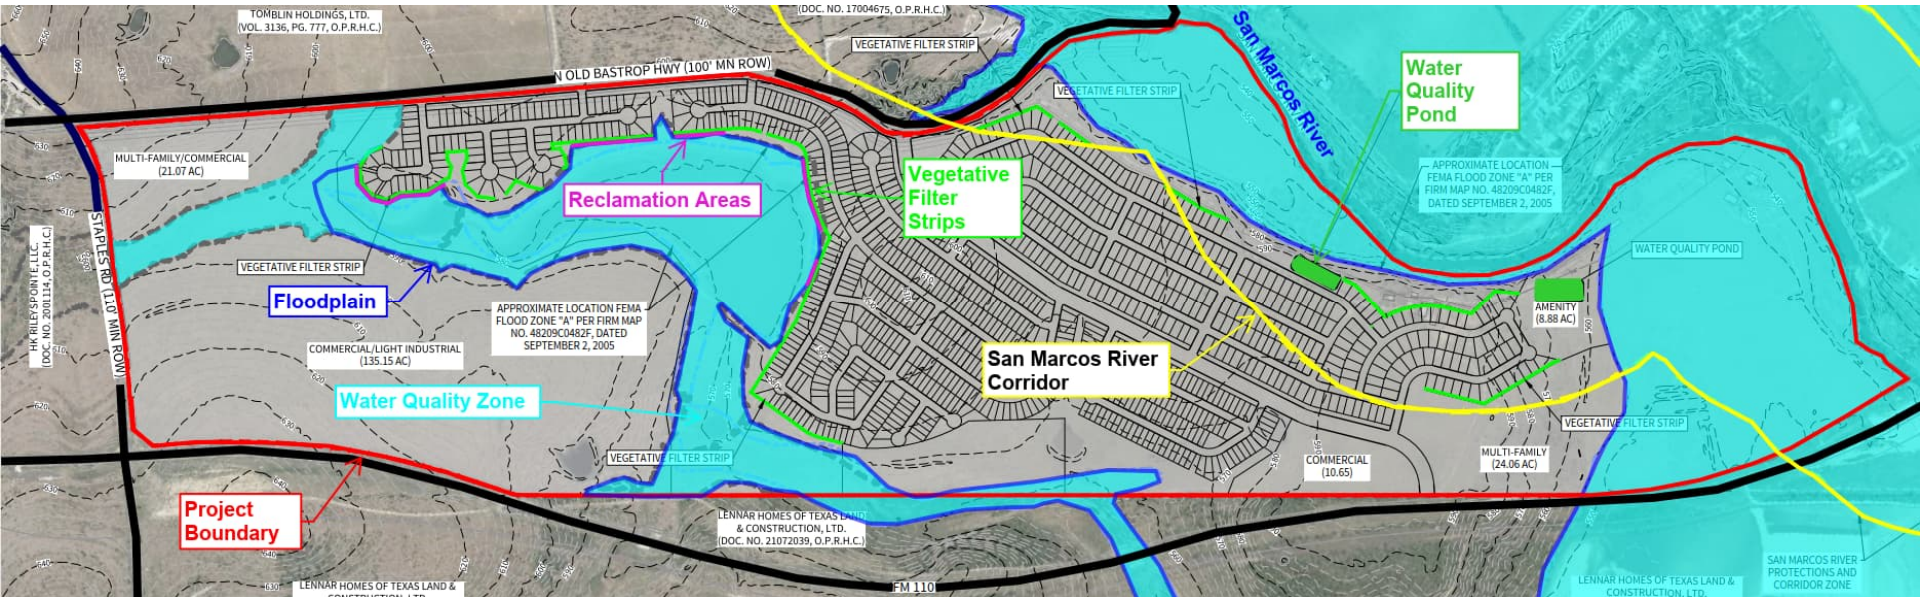 TOMBLIN HOLDINGS, LTD.
(VOL. 3136, PG. 777, O.P.R.H.C.)
(DOC. NO. 17004675, O.P.R.H.C.)
VEGETATIVE FILTER STRIP
N OLD BASTROP HWY (100' MN ROW)
San Marcos River
VEGETATIVE FILTER STRIP
Water
Quality
Pond
MULTI-FAMILY/COMMERCIAL
(21.07 AC)
APPROXIMATE LOCATION
FEMA FLOOD ZONE "A" PER
FIRM MAP NO. 48209C0482F,
DATED SEPTEMBER 2, 2005
Reclamation Areas
Vegetative
Filter
Strips
STAPLES RD (110' MIN ROW)
HK RILEYSPOINTE, LLC.
(DOC. NO. 2001114, O.P.R.H.C.)
VEGETATIVE FILTER STRIP
WATER QUALITY POND
Floodplain
APPROXIMATE LOCATION FEMA
FLOOD ZONE "A" PER FIRM MAP
NO. 48209C0482F, DATED
SEPTEMBER 2, 2005
AMENITY
(8.88 AC)
COMMERCIAL/LIGHT INDUSTRIAL
(135.15 AC)
San Marcos River
Corridor
Water Quality Zone
VEGETATIVE FILTER STRIP
VEGETATIVE FILTER STRIP
COMMERCIAL
(10.65)
MULTI-FAMILY
(24.06 AC)
Project
Boundary
LENNAR HOMES OF TEXAS LAND
& CONSTRUCTION, LTD.
(DOC. NO. 21072039, O.P.R.H.C.)
FM 110
LENNAR HOMES OF TEXAS LAND &
CONSTRUCTION, LTD.
LENNAR HOMES OF TEXAS LAND &
CONSTRUCTION, LTD.
SAN MARCOS RIVER
PROTECTIONS AND
CORRIDOR ZONE